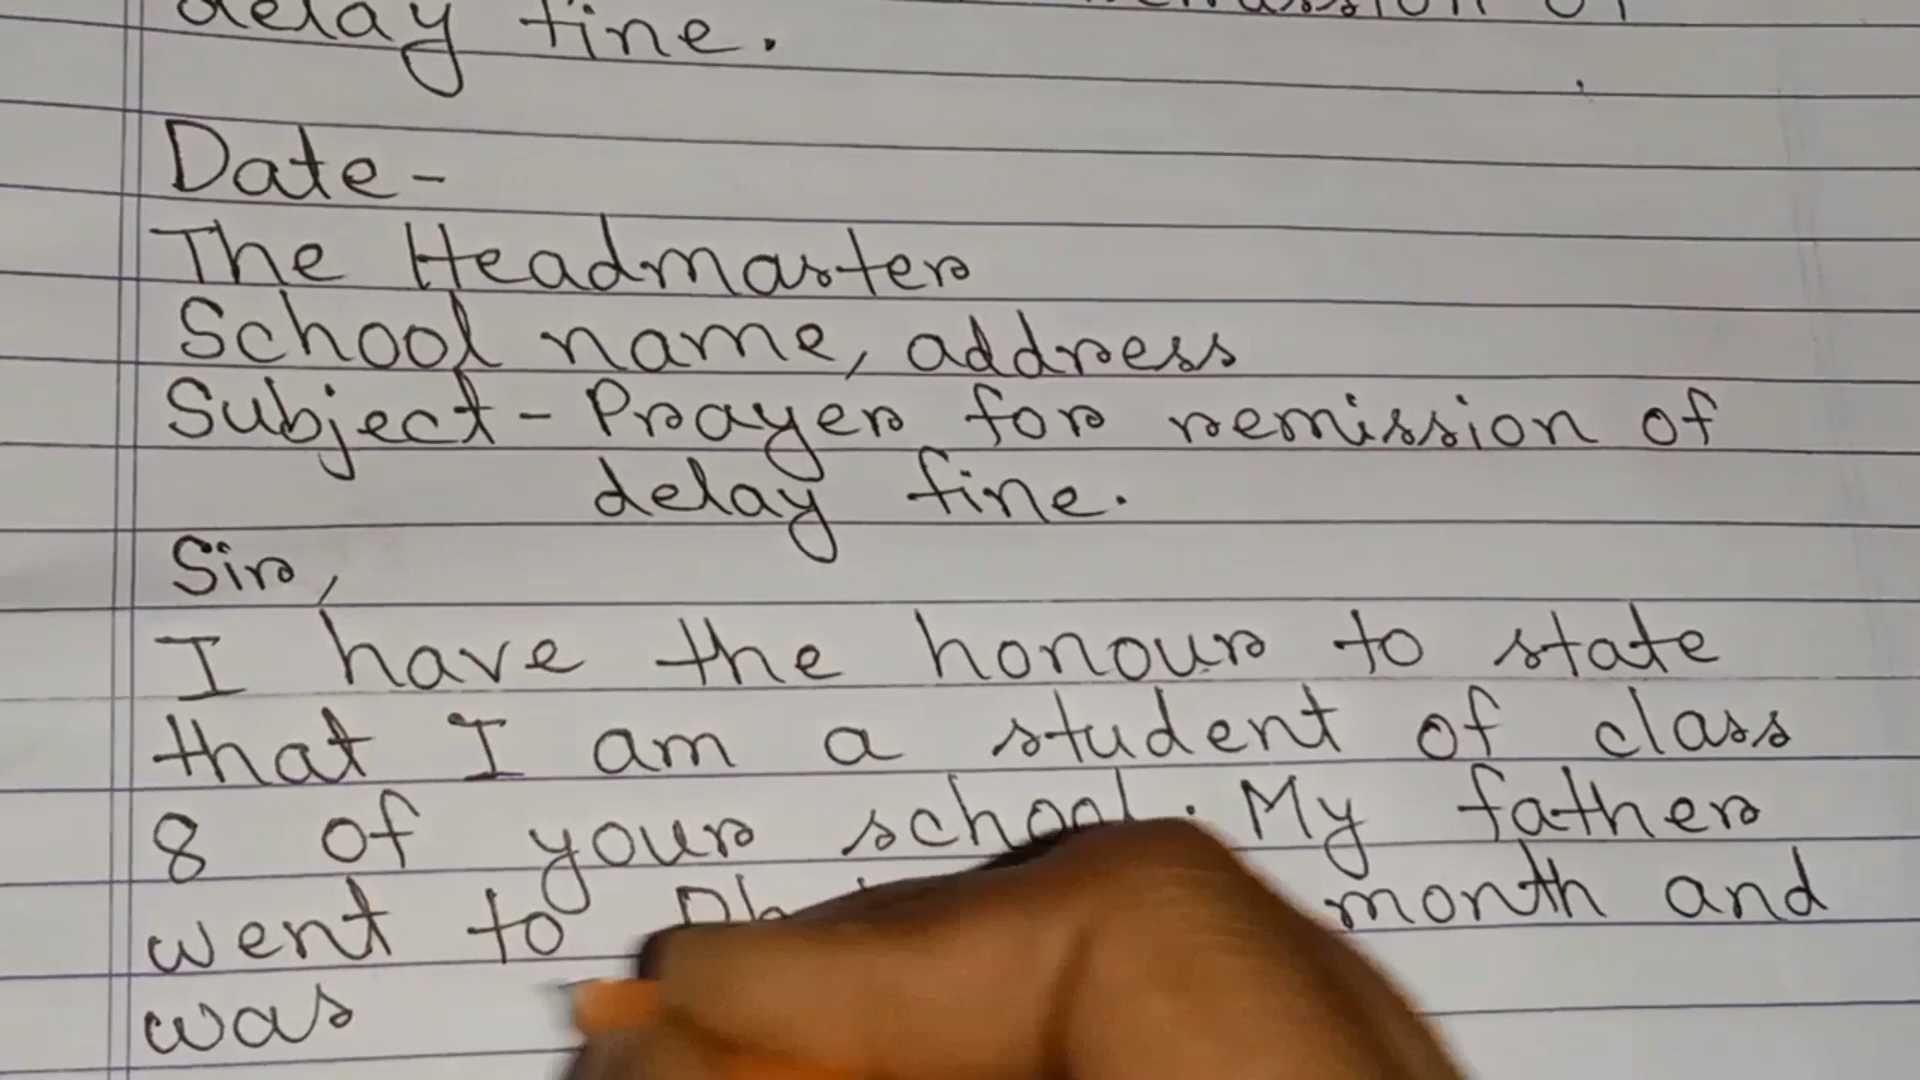 delay fine.
Date-
The Headmaster
School name, address
Subject- Prayer for remission of
delay fine.
Sir,
I have the honour to state
that I am a student of class
8 of your school. My father
went to month and
was